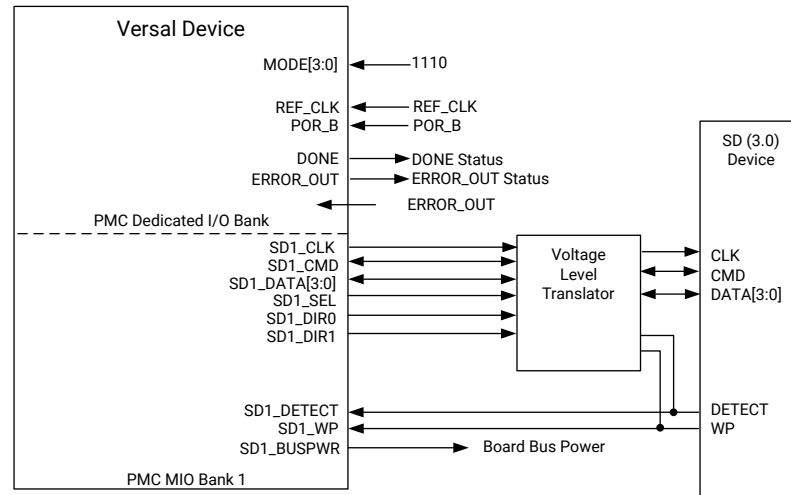 Versal Device
MODE[3:0]
1110
REF_CLK
REF_CLK
POR_B
POR_B
DONE
DONE Status
ERROR_OUT
ERROR_OUT Status
ERROR_OUT
PMC Dedicated I/O Bank
SD (3.0)
Device
SD1_CLK
SD1_CMD
SD1_DATA[3:0]
SD1_SEL
SD1_DIR0
SD1_DIR1
Voltage
Level
Translator
CLK
CMD
DATA[3:0]
SD1_DETECT
DETECT
SD1_WP
WP
SD1_BUSPWR
Board Bus Power
PMC MIO Bank 1